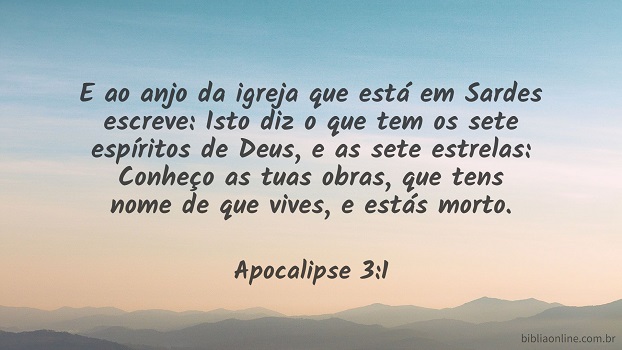 E ao anjo da igreja que está em Sardes
escreve: Isto diz o que tem os sete
espíritos de Deus, e as sete estrelas:
Conheço as tuas obras, que tens
nome de que vives, e estás morto.
Apocalipse 3:1
bibliaonline.com.br